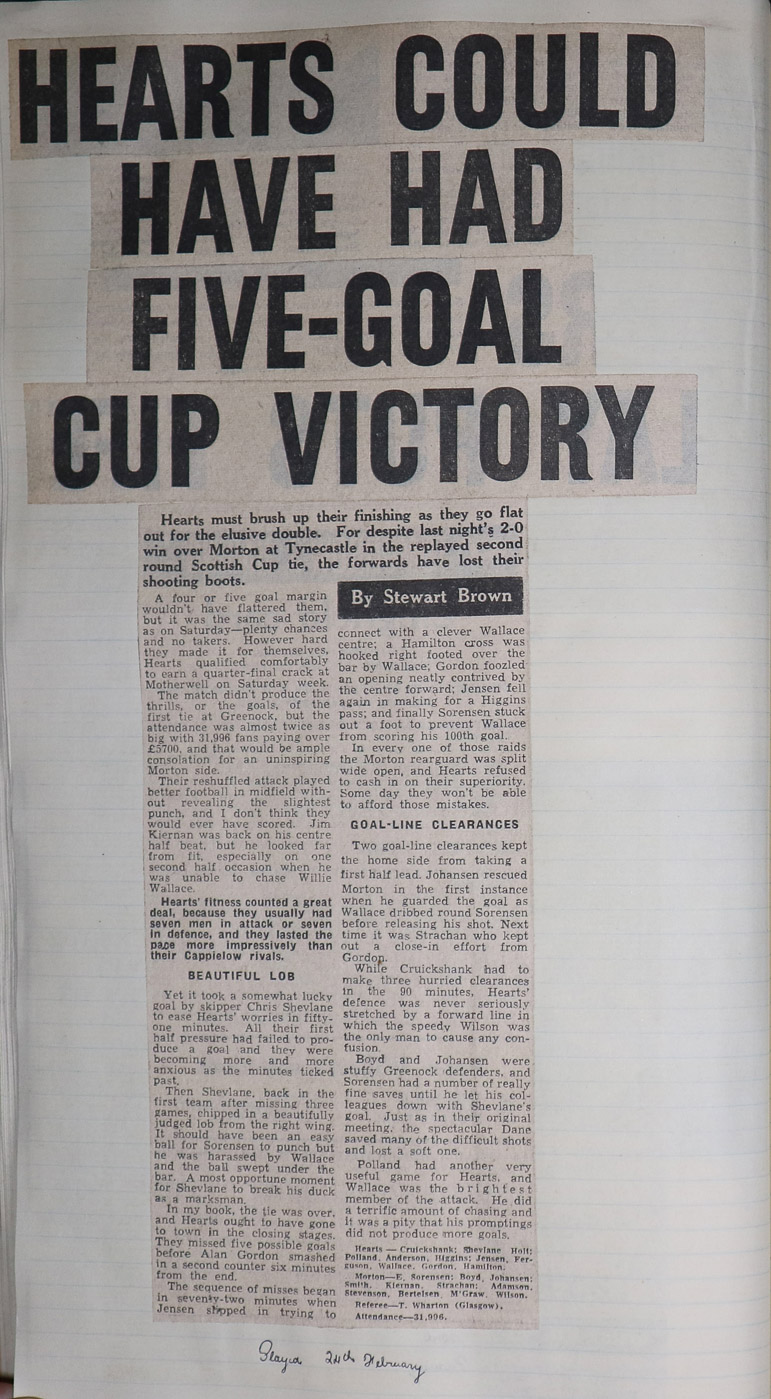 HEARTS COULD
HAVE HAD
FIVE-GOAL
CUP VICTORY
Hearts must brush up their finishing as they go flat
out for the elusive double. For despite last night's 2-0
win over Morton at Tynecastle in the replayed second
round Scottish Cup tie, the forwards have lost their
shooting boots.
A four or five goal margin
wouldn't have flattered them,
but it was the same sad story
as on Saturday—plenty chances
and no takers. However hard
they made it for themselves,
Hearts qualified comfortably
to earn a quarter-final crack at
Motherwell on Saturday week.
The match didn't produce the
thrills, or the goals, of the
first tie at Greenock, but the
attendance was almost twice as
big with 31,996 fans paying over
£5700, and that would be ample
consolation for an uninspiring
Morton side.
Their reshuffled attack played
better football in midfield with-
out revealing the slightest
punch, and I don't think they
would ever have scored. Jim
Kiernan was back on his centre
half beat, but he looked far
from fit, especially on one
second half occasion when he
was unable to chase Willie
Wallace.
Hearts' fitness counted a great
deal, because they usually had
seven men in attack or seven
in defence, and they lasted the
pace more impressively than
their Cappielow rivals.
BEAUTIFUL LOB
Yet it took a somewhat lucky
goal by skipper Chris Shevlane
to ease Hearts' worries in fifty-
one minutes. All their first
half pressure had failed to pro-
duce a goal and they were
becoming more and more
anxious as the minutes ticked
past.
Then Shevlane, back in the
first team after missing three
games, chipped in a beautifully
judged lob from the right wing.
It should have been an easy
ball for Sorensen to punch but
he was harassed by Wallace
and the ball swept under the
bar. A most opportune moment
for Shevlane to break his duck
as a marksman.
In my book, the tie was over,
and Hearts ought to have gone
to town in the closing stages.
They missed five possible goals
before Alan Gordon smashed
in a second counter six minutes
from the end.
The sequence of misses began
in seventy-two minutes when
Jensen slipped in trying to
By Stewart Brown
connect with a clever Wallace
centre; a Hamilton cross was
hooked right footed over the
bar by Wallace; Gordon foozled
an opening neatly contrived by
the centre forward; Jensen fell
again in making for a Higgins
pass; and finally Sorensen stuck
out a foot to prevent Wallace
from scoring his 100th goal.
In every one of those raids
the Morton rearguard was split
wide open, and Hearts refused
to cash in on their superiority.
Some day they won't be able
to afford those mistakes.
GOAL-LINE CLEARANCES
Two goal-line clearances kept
the home side from taking a
first half lead. Johansen rescued
Morton in the first instance
when he guarded the goal as
Wallace dribbled round Sorensen
before releasing his shot. Next
time it was Strachan who kept
out a close-in effort from
Gordon.
While Cruickshank had to
make three hurried clearances
in the 90 minutes, Hearts'
defence was never seriously
stretched by a forward line in
which the speedy Wilson was
the only man to cause any con-
fusion.
Boyd and Johansen were
stuffy Greenock defenders, and
Sorensen had a number of really
fine saves until he let his col-
leagues down with Shevlane's
goal. Just as in their original
meeting, the spectacular Dane
saved many of the difficult shots
and lost a soft one.
Polland had another very
useful game for Hearts, and
Wallace was the brightest
member of the attack. He did
a terrific amount of chasing and
it was a pity that his promptings
did not produce more goals.
Hearts — Cruickshank; Shevlane Holt;
Polland, Anderson, Higgins; Jensen, Fer-
guson, Wallace, Gordon, Hamilton.
Morton—E. Sorensen; Boyd, Johansen;
Smith, Kiernan, Strachan; Adamson,
Stevenson, Bertelsen, M'Graw, Wilson.
Referee—T. Wharton (Glasgow).
Attendance—31,996.
Played 24th February